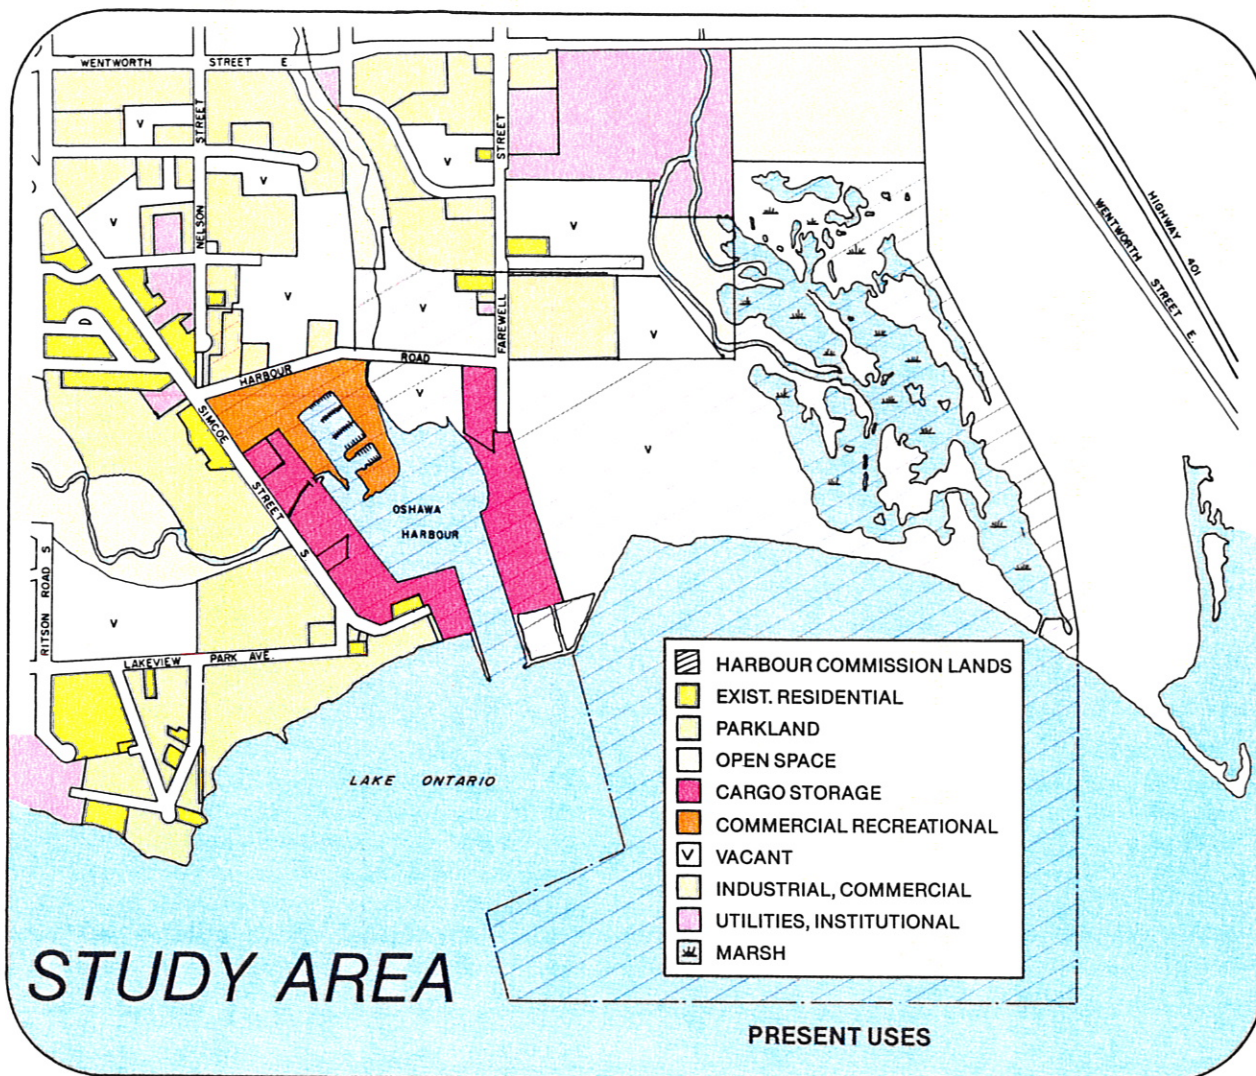 WENTWORTH STREET E
V
STREET
NELSON
V
V
V
STREET
FAREWELL
V
V
V
V
V
V
HIGHWAY 401
WENTWORTH STREET E.
HARBOUR ROAD
SIMCOE STREET S
OSHAWA
HARBOUR
RITSON ROAD S
V
LAKEVIEW PARK AVE.
LAKE ONTARIO
HARBOUR COMMISSION LANDS
EXIST. RESIDENTIAL
PARKLAND
OPEN SPACE
CARGO STORAGE
COMMERCIAL RECREATIONAL
V VACANT
INDUSTRIAL, COMMERCIAL
UTILITIES, INSTITUTIONAL
MARSH
STUDY AREA
PRESENT USES